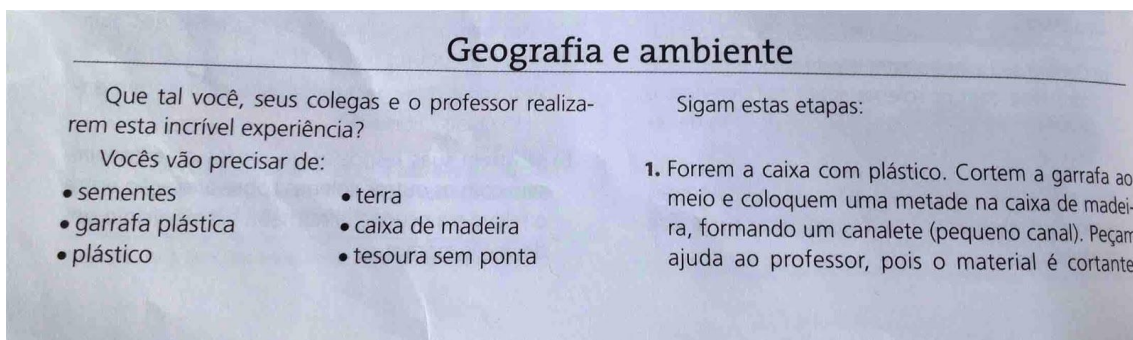 Geografia e ambiente
Que tal você, seus colegas e o professor realiza-
rem esta incrível experiência?
Vocês vão precisar de:
• sementes
• garrafa plástica
• plástico
• terra
• caixa de madeira
• tesoura sem ponta
Sigam estas etapas:
1. Forrem a caixa com plástico. Cortem a garrafa ao
meio e coloquem uma metade na caixa de madei-
ra, formando um canalete (pequeno canal). Peçam
ajuda ao professor, pois o material é cortante